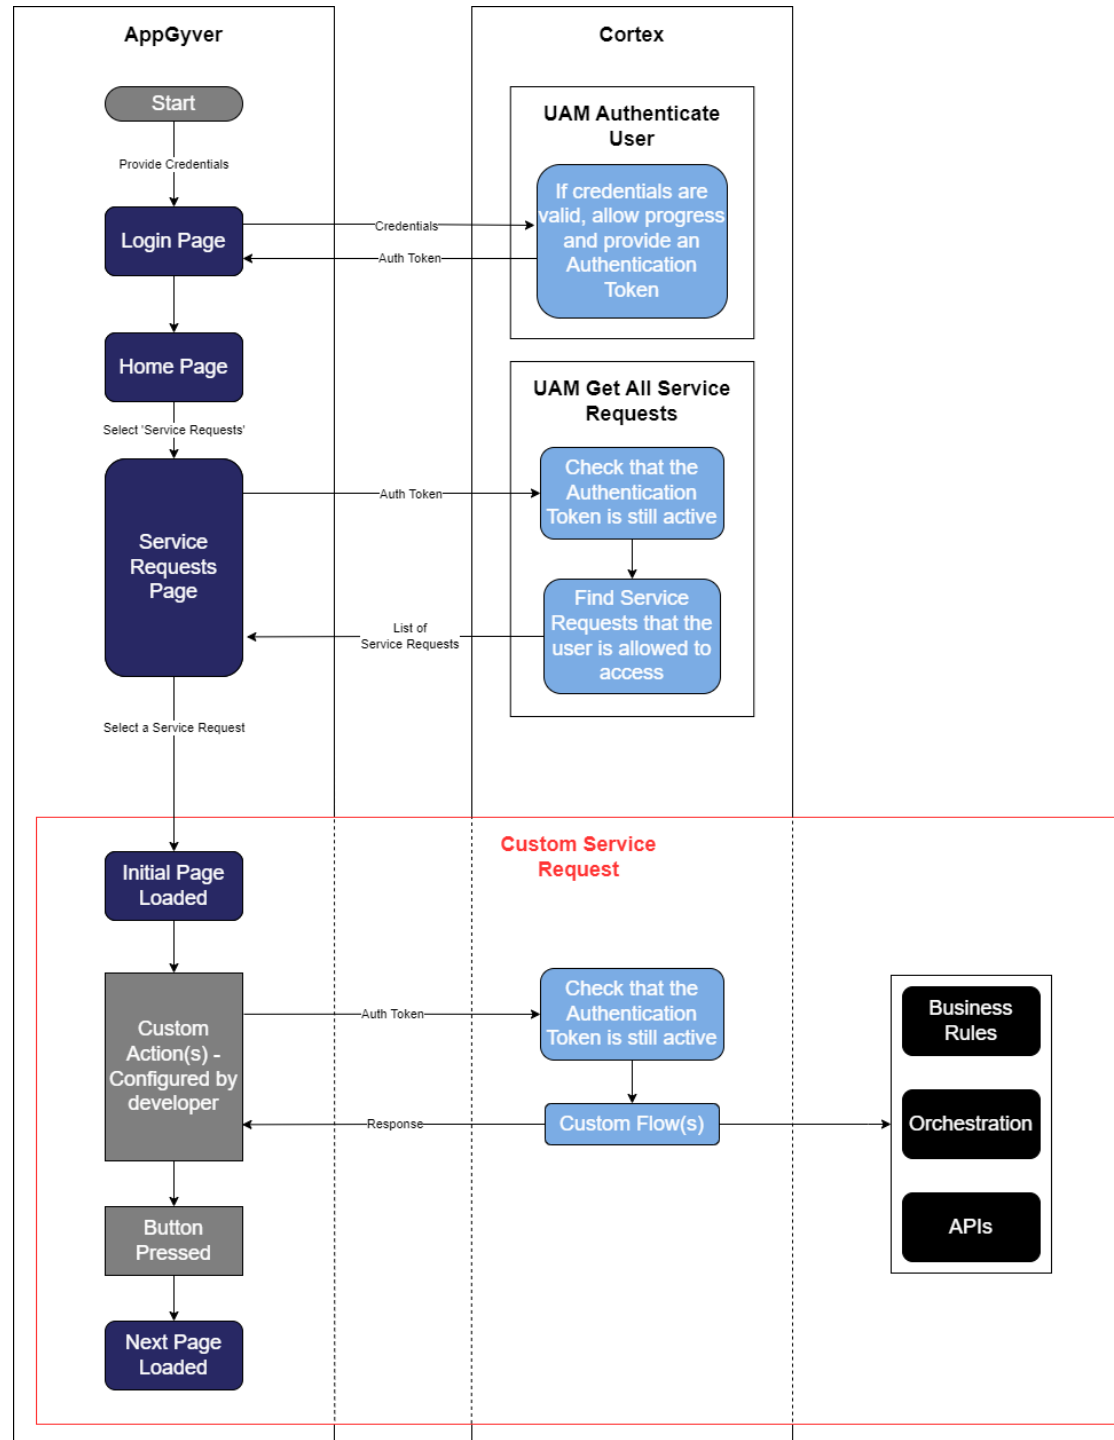 AppGyver
Cortex
Start
Provide Credentials
Login Page
Credentials
Auth Token
UAM Authenticate
User
If credentials are
valid, allow progress
and provide an
Authentication
Token
Home Page
Select 'Service Requests'
UAM Get All Service
Requests
Service
Requests
Page
Auth Token
Check that the
Authentication
Token is still active
Find Service
Requests that the
user is allowed to
access
List of
Service Requests
Select a Service Request
Custom Service
Request
Initial Page
Loaded
Custom
Action(s) -
Configured by
developer
Auth Token
Check that the
Authentication
Token is still active
Custom Flow(s)
Response
Business
Rules
Orchestration
APIs
Button
Pressed
Next Page
Loaded